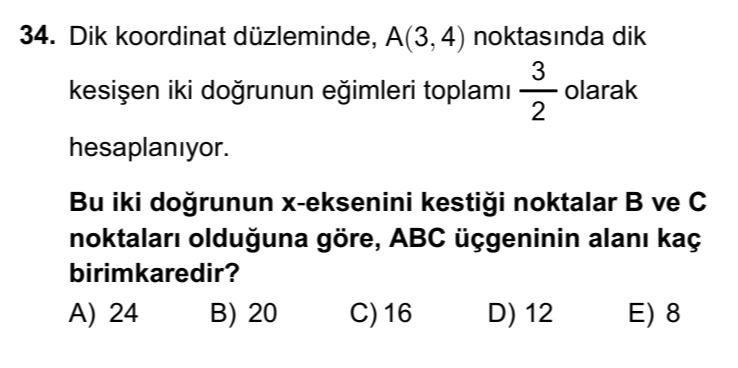 34. Dik koordinat düzleminde, A(3, 4) noktasında dik
kesişen iki doğrunun eğimleri toplamı 3/2 olarak
hesaplanıyor.
Bu iki doğrunun x-eksenini kestiği noktalar B ve C
noktaları olduğuna göre, ABC üçgeninin alanı kaç
birimkaredir?
A) 24 B) 20 C) 16 D) 12 E) 8